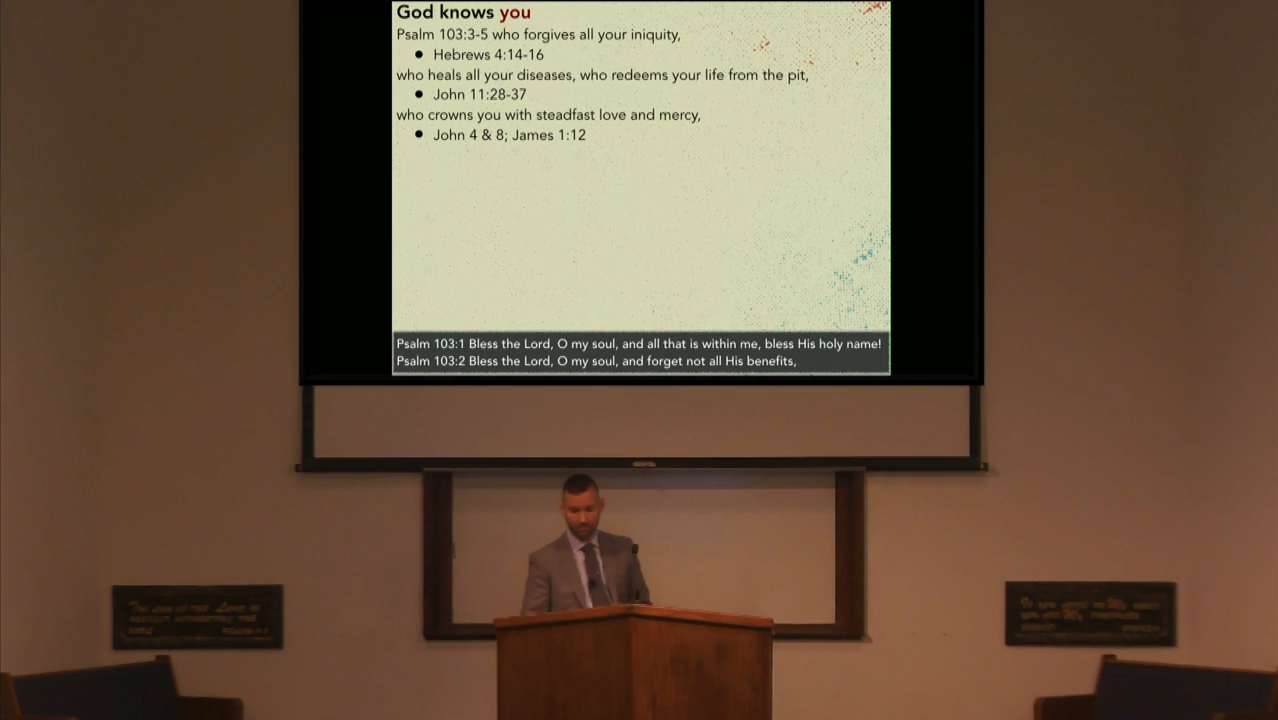 God knows you
Psalm 103:3-5 who forgives all your iniquity,
● Hebrews 4:14-16
who heals all your diseases, who redeems your life from the pit,
● John 11:28-37
who crowns you with steadfast love and mercy,
● John 4 & 8; James 1:12
Psalm 103:1 Bless the Lord, O my soul, and all that is within me, bless His holy name!
Psalm 103:2 Bless the Lord, O my soul, and forget not all His benefits,